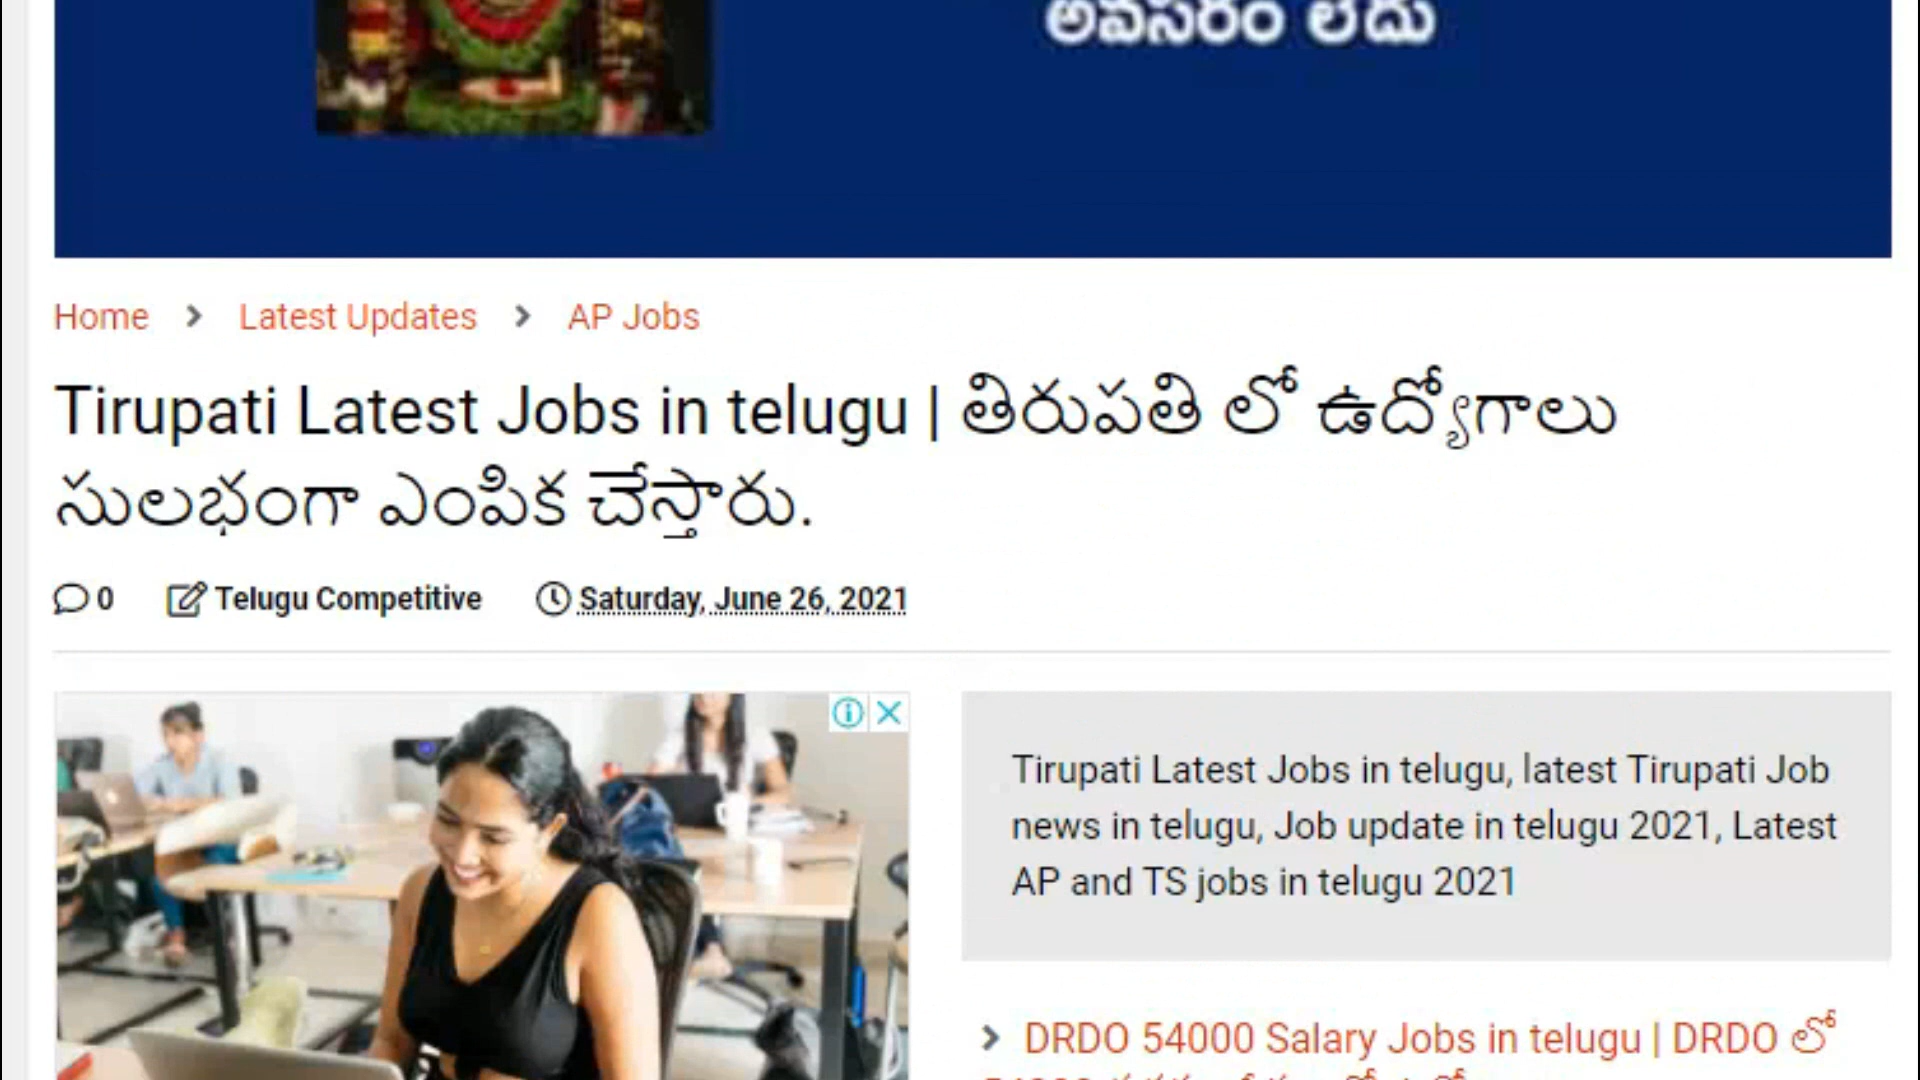 అవసరం లేదు
Home > Latest Updates > AP Jobs
Tirupati Latest Jobs in telugu | తిరుపతి లో ఉద్యోగాలు
సులభంగా ఎంపిక చేస్తారు.
0 Telugu Competitive Saturday, June 26, 2021
Tirupati Latest Jobs in telugu, latest Tirupati Job
news in telugu, Job update in telugu 2021, Latest
AP and TS jobs in telugu 2021
> DRDO 54000 Salary Jobs in telugu | DRDO లో